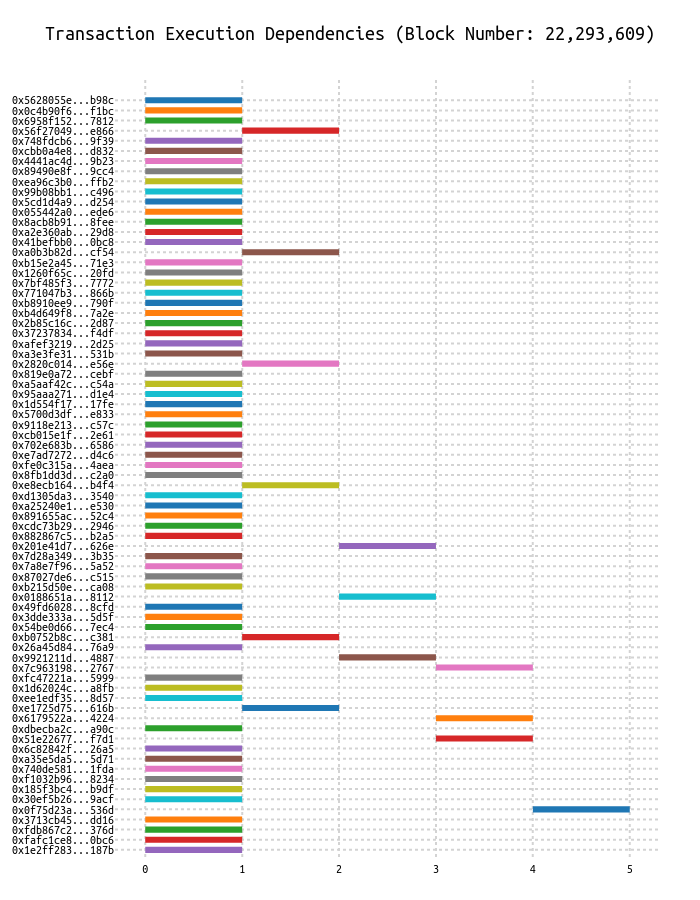 Transaction Execution Dependencies (Block Number: 22,293,609)
0x5628055e...b98c
0x0c4b90f6...f1bc
0x6958f152...7812
0x56f27049...e866
0x748fdcb6...9f39
0xcbb0a4e8...d832
0x4441ac4d...9b23
0x89490e8f...9cc4
0xea96c3b0...ffb2
0x99b08bb1...c496
0x5cd1d4a9...d254
0x055442a0...ede6
0x8acb8b91...8fee
0xa2e360ab...29d8
0x41befbb0...0bc8
0xa0b3b82d...cf54
0xb15e2a45...71e3
0x1260f65c...20fd
0x7bf485f3...7772
0x771047b3...866b
0xb8910ee9...790f
0xb4d649f8...7a2e
0x2b85c16c...2d87
0x37237834...f4df
0xafef3219...2d25
0xa3e3fe31...531b
0x2820c014...e56e
0x819e0a72...cebf
0xa5aaf42c...c54a
0x95aaa271...d1e4
0x1d554f17...17fe
0x5700d3df...e833
0x9118e213...c57c
0xcb015e1f...2e61
0x702e683b...6586
0xe7ad7272...d4c6
0xfe0c315a...4aea
0x8fb1dd3d...c2a0
0xe8ecb164...b4f4
0xd1305da3...3540
0xa25240e1...e530
0x891655ac...52c4
0xcdc73b29...2946
0x882867c5...b2a5
0x201e41d7...626e
0x7d28a349...3b35
0x7a8e7f96...5a52
0x87027de6...c515
0xb215d50e...ca08
0x0188651a...8112
0x49fd6028...8cfd
0x3dde333a...5d5f
0x54be0d66...7ec4
0xb0752b8c...c381
0x26a45d84...76a9
0x9921211d...4887
0x7c963198...2767
0xfc47221a...5999
0x1d62024c...a8fb
0xee1edf35...8d57
0xe1725d75...616b
0x6179522a...4224
0xdbecba2c...a90c
0x51e22677...f7d1
0x6c82842f...26a5
0xa35e5da5...5d71
0x740de581...1fda
0xf1032b96...8234
0x185f3bc4...b9df
0x30ef5b26...9acf
0x0f75d23a...536d
0x3713cb45...dd16
0xfdb867c2...376d
0xfafc1ce8...0bc6
0x1e2ff283...187b
0 1 2 3 4 5